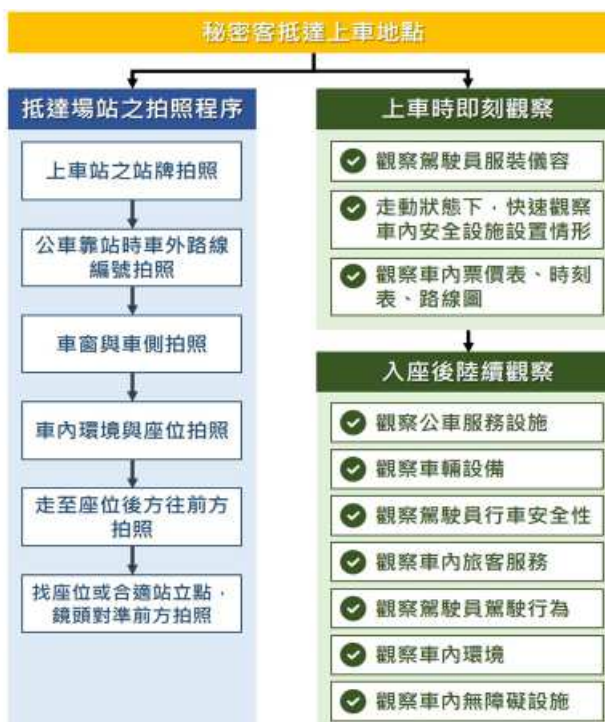 秘密客抵達上車地點
抵達場站之拍照程序
上車站之站牌拍照
公車靠站時車外路線
編號拍照
車窗與車側拍照
車內環境與座位拍照
走至座位後方往前方
拍照
找座位或合適站立點，
鏡頭對準前方拍照
上車時即刻觀察
觀察駕駛員服裝儀容
走動狀態下，快速觀察
車內安全設施設置情形
觀察車內票價表、時刻
表、路線圖
入座後陸續觀察
觀察公車服務設施
觀察車輛設備
觀察駕駛員行車安全性
觀察車內旅客服務
觀察駕駛員駕駛行為
觀察車內環境
觀察車內無障礙設施